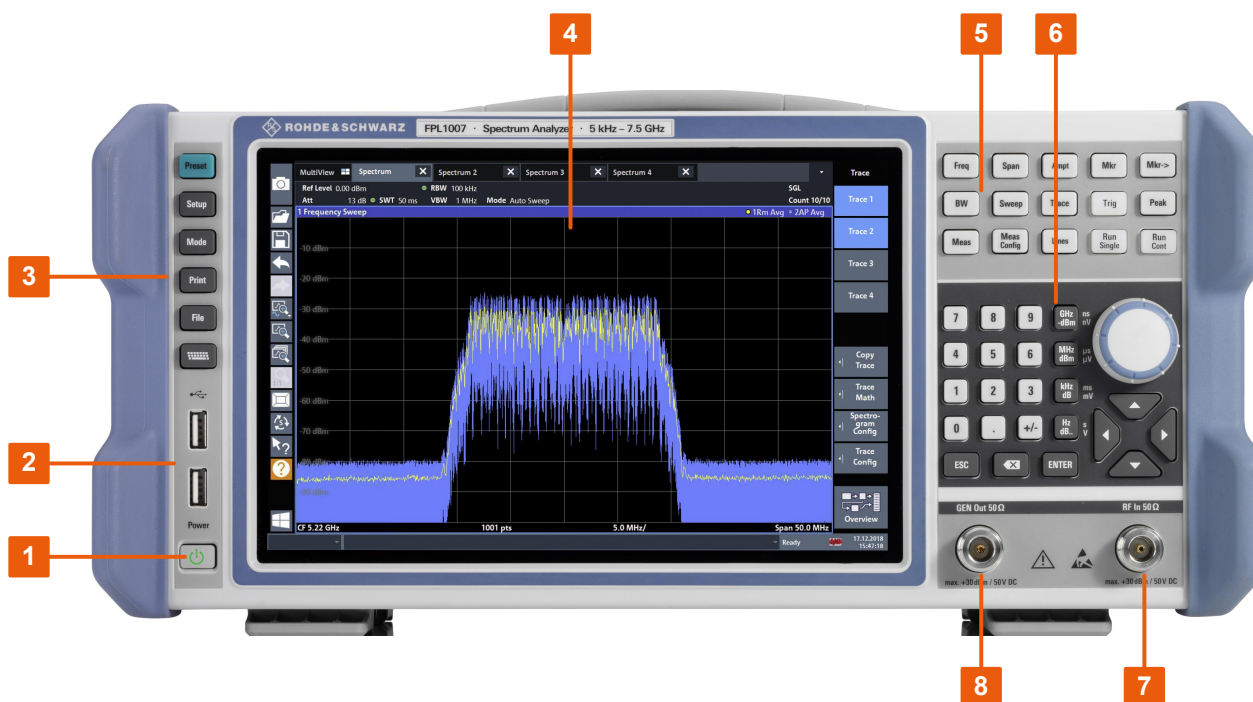 4
5
6
ROHDE&SCHWARZ FPL1007 · Spectrum Analyzer · 5 kHz – 7.5 GHz
Preset
Setup
Mode
3
Print
File
2
Power
1
MultiView Spectrum Spectrum 2 Spectrum 3 Spectrum 4
Ref Level 0.00 dBm RBW 100 kHz SGL
Att 13 dB SWT 50 ms VBW 1 MHz Mode Auto Sweep Count 10/10
1 Frequency Sweep 1Rm Avg 2AP Avg
-10 dBm
-20 dBm
-30 dBm
-40 dBm
-50 dBm
-60 dBm
-70 dBm
-90 dBm
CF 5.22 GHz 1001 pts 5.0 MHz/ Span 50.0 MHz
Ready 17.12.2018
15:47:18
Trace
Trace 1
Trace 2
Trace 3
Trace 4
Copy
Trace
Trace
Math
Spectro-
gram
Config
Trace
Config
Overview
Freq Span Ampt Mkr Mkr->
BW Sweep Trace Trig Peak
Meas Meas Config Lines Run Single Run Cont
7 8 9 GHz -dBm ns nV
4 5 6 MHz dBm µs µV
1 2 3 kHz dB ms mV
0 . +/- Hz dB.. s V
ESC ENTER
GEN Out 50 Ω RF In 50 Ω
max. +30 dBm / 50 V DC max. +30 dBm / 50 V DC
8
7